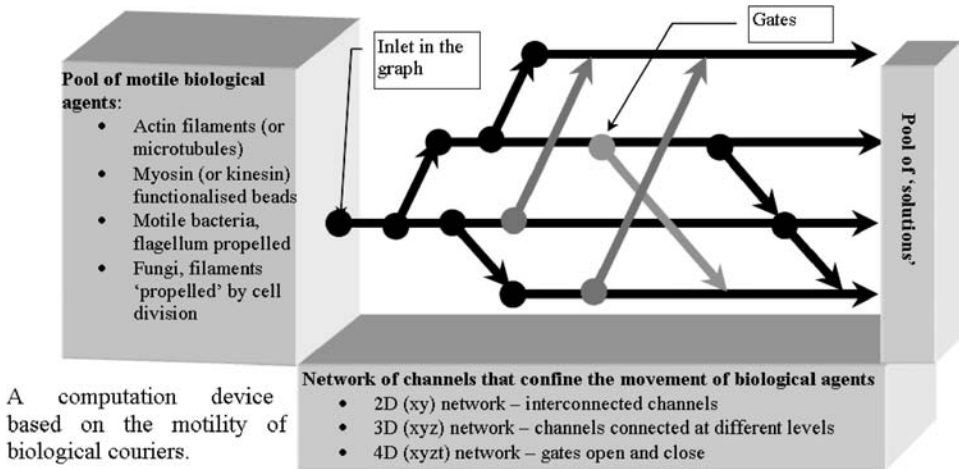 Pool of motile biological
agents:
• Actin filaments (or
microtubules)
• Myosin (or kinesin)
functionalised beads
• Motile bacteria,
flagellum propelled
• Fungi, filaments
‘propelled’ by cell
division
Inlet in the
graph
Gates
Pool of ‘solutions’
A computation device
based on the motility of
biological couriers.
Network of channels that confine the movement of biological agents
• 2D (xy) network – interconnected channels
• 3D (xyz) network – channels connected at different levels
• 4D (xyzt) network – gates open and close